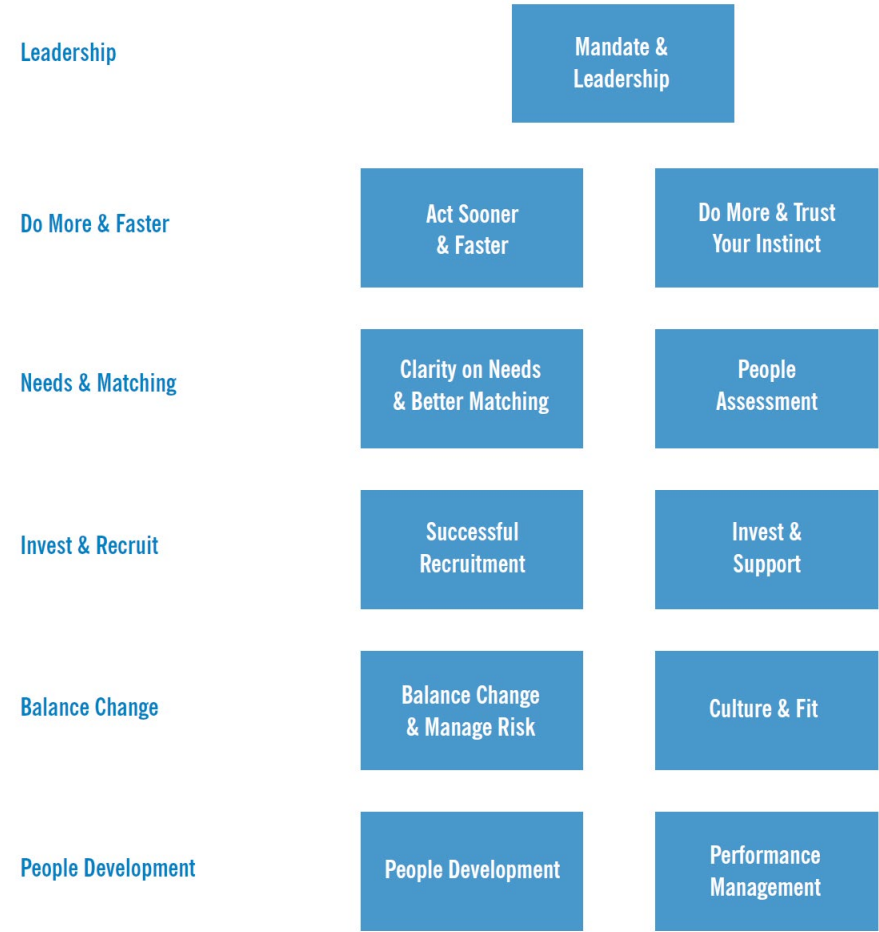 Leadership
Mandate &
Leadership
Do More & Faster
Act Sooner
& Faster
Do More & Trust
Your Instinct
Needs & Matching
Clarity on Needs
& Better Matching
People
Assessment
Invest & Recruit
Successful
Recruitment
Invest &
Support
Balance Change
Balance Change
& Manage Risk
Culture & Fit
People Development
People Development
Performance
Management